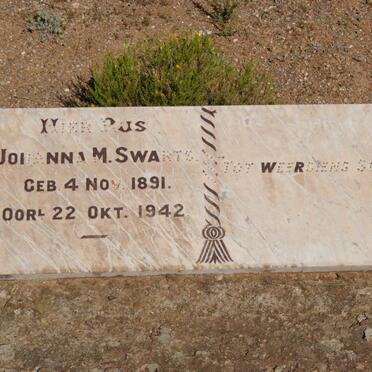 HIER RUS
JOHANNA M. SWARTS.
GEB 4 NOV. 1891.
OORL 22 OKT. 1942
TOT WEERSIENS